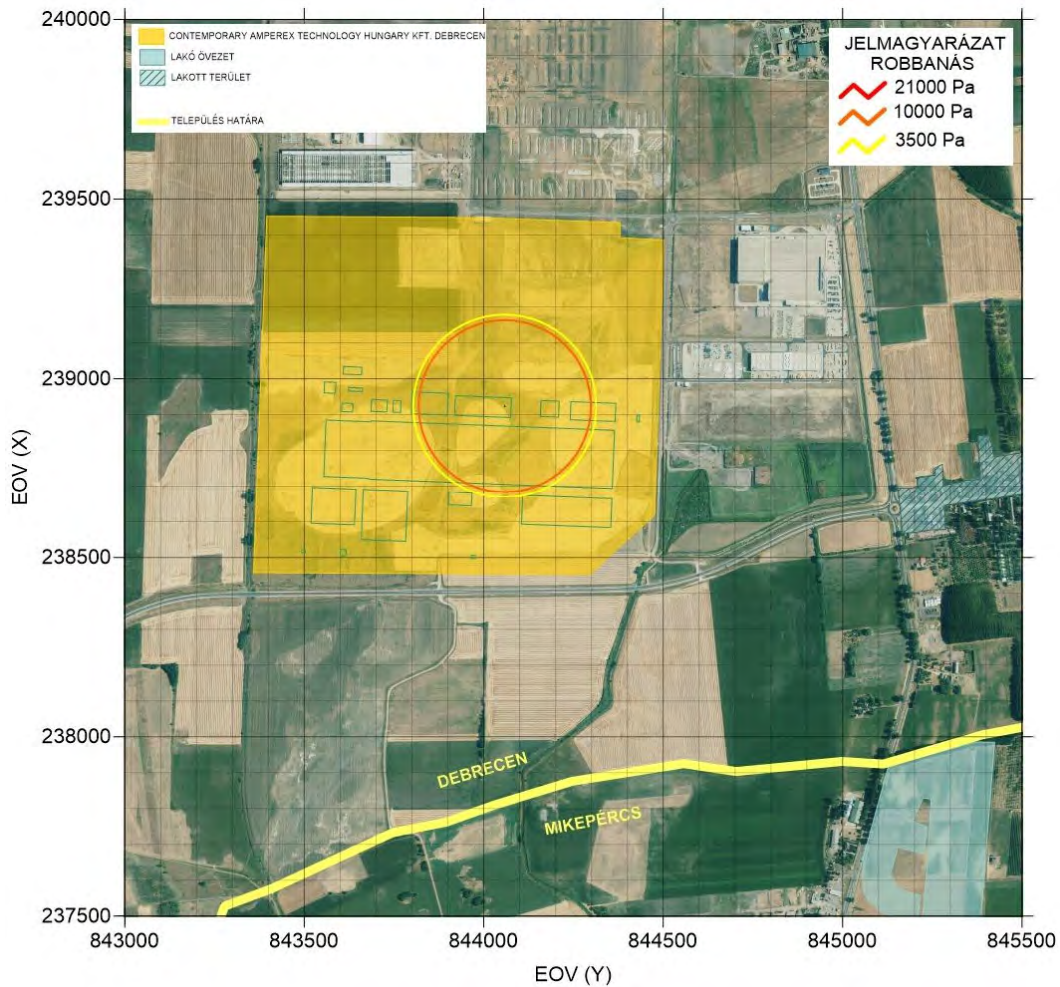 240000
CONTEMPORARY AMPEREX TECHNOLOGY HUNGARY KFT. DEBRECEN
LAKÓ ÖVEZET
LAKOTT TERÜLET
TELEPÜLÉS HATÁRA
JELMAGYARÁZAT
ROBBANÁS
21000 Pa
10000 Pa
3500 Pa
239500
239000
EOV (X)
238500
238000
DEBRECEN
MIKEPÉRCS
237500
843000 843500 844000 844500 845000 845500
EOV (Y)